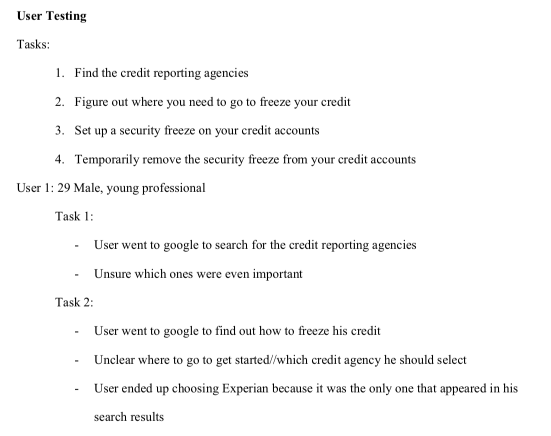 User Testing
Tasks:
1. Find the credit reporting agencies
2. Figure out where you need to go to freeze your credit
3. Set up a security freeze on your credit accounts
4. Temporarily remove the security freeze from your credit accounts
User 1: 29 Male, young professional
Task 1:
- User went to google to search for the credit reporting agencies
- Unsure which ones were even important
Task 2:
- User went to google to find out how to freeze his credit
- Unclear where to go to get started//which credit agency he should select
- User ended up choosing Experian because it was the only one that appeared in his
search results